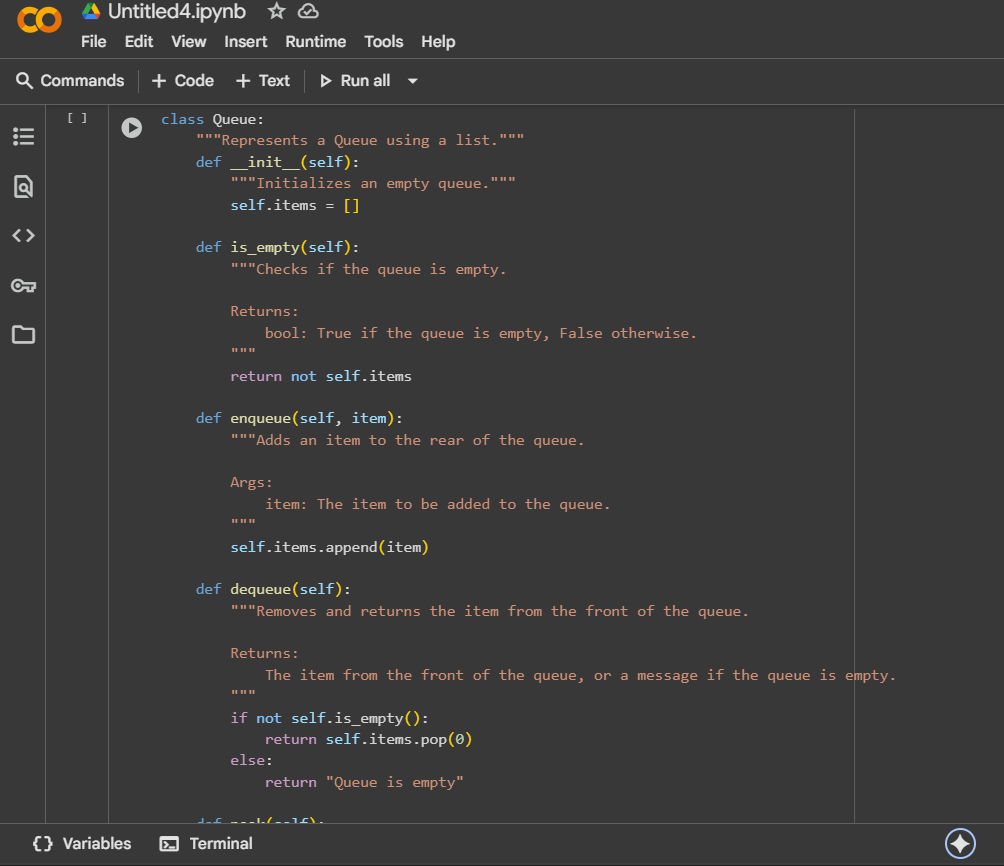 Untitled4.ipynb
File Edit View Insert Runtime Tools Help
Commands + Code + Text Run all
[ ]
class Queue:
    """Represents a Queue using a list."""
    def __init__(self):
        """Initializes an empty queue."""
        self.items = []

    def is_empty(self):
        """Checks if the queue is empty.

        Returns:
            bool: True if the queue is empty, False otherwise.
        """
        return not self.items

    def enqueue(self, item):
        """Adds an item to the rear of the queue.

        Args:
            item: The item to be added to the queue.
        """
        self.items.append(item)

    def dequeue(self):
        """Removes and returns the item from the front of the queue.

        Returns:
            The item from the front of the queue, or a message if the queue is empty.
        """
        if not self.is_empty():
            return self.items.pop(0)
        else:
            return "Queue is empty"

    def peek(self):
{} Variables Terminal